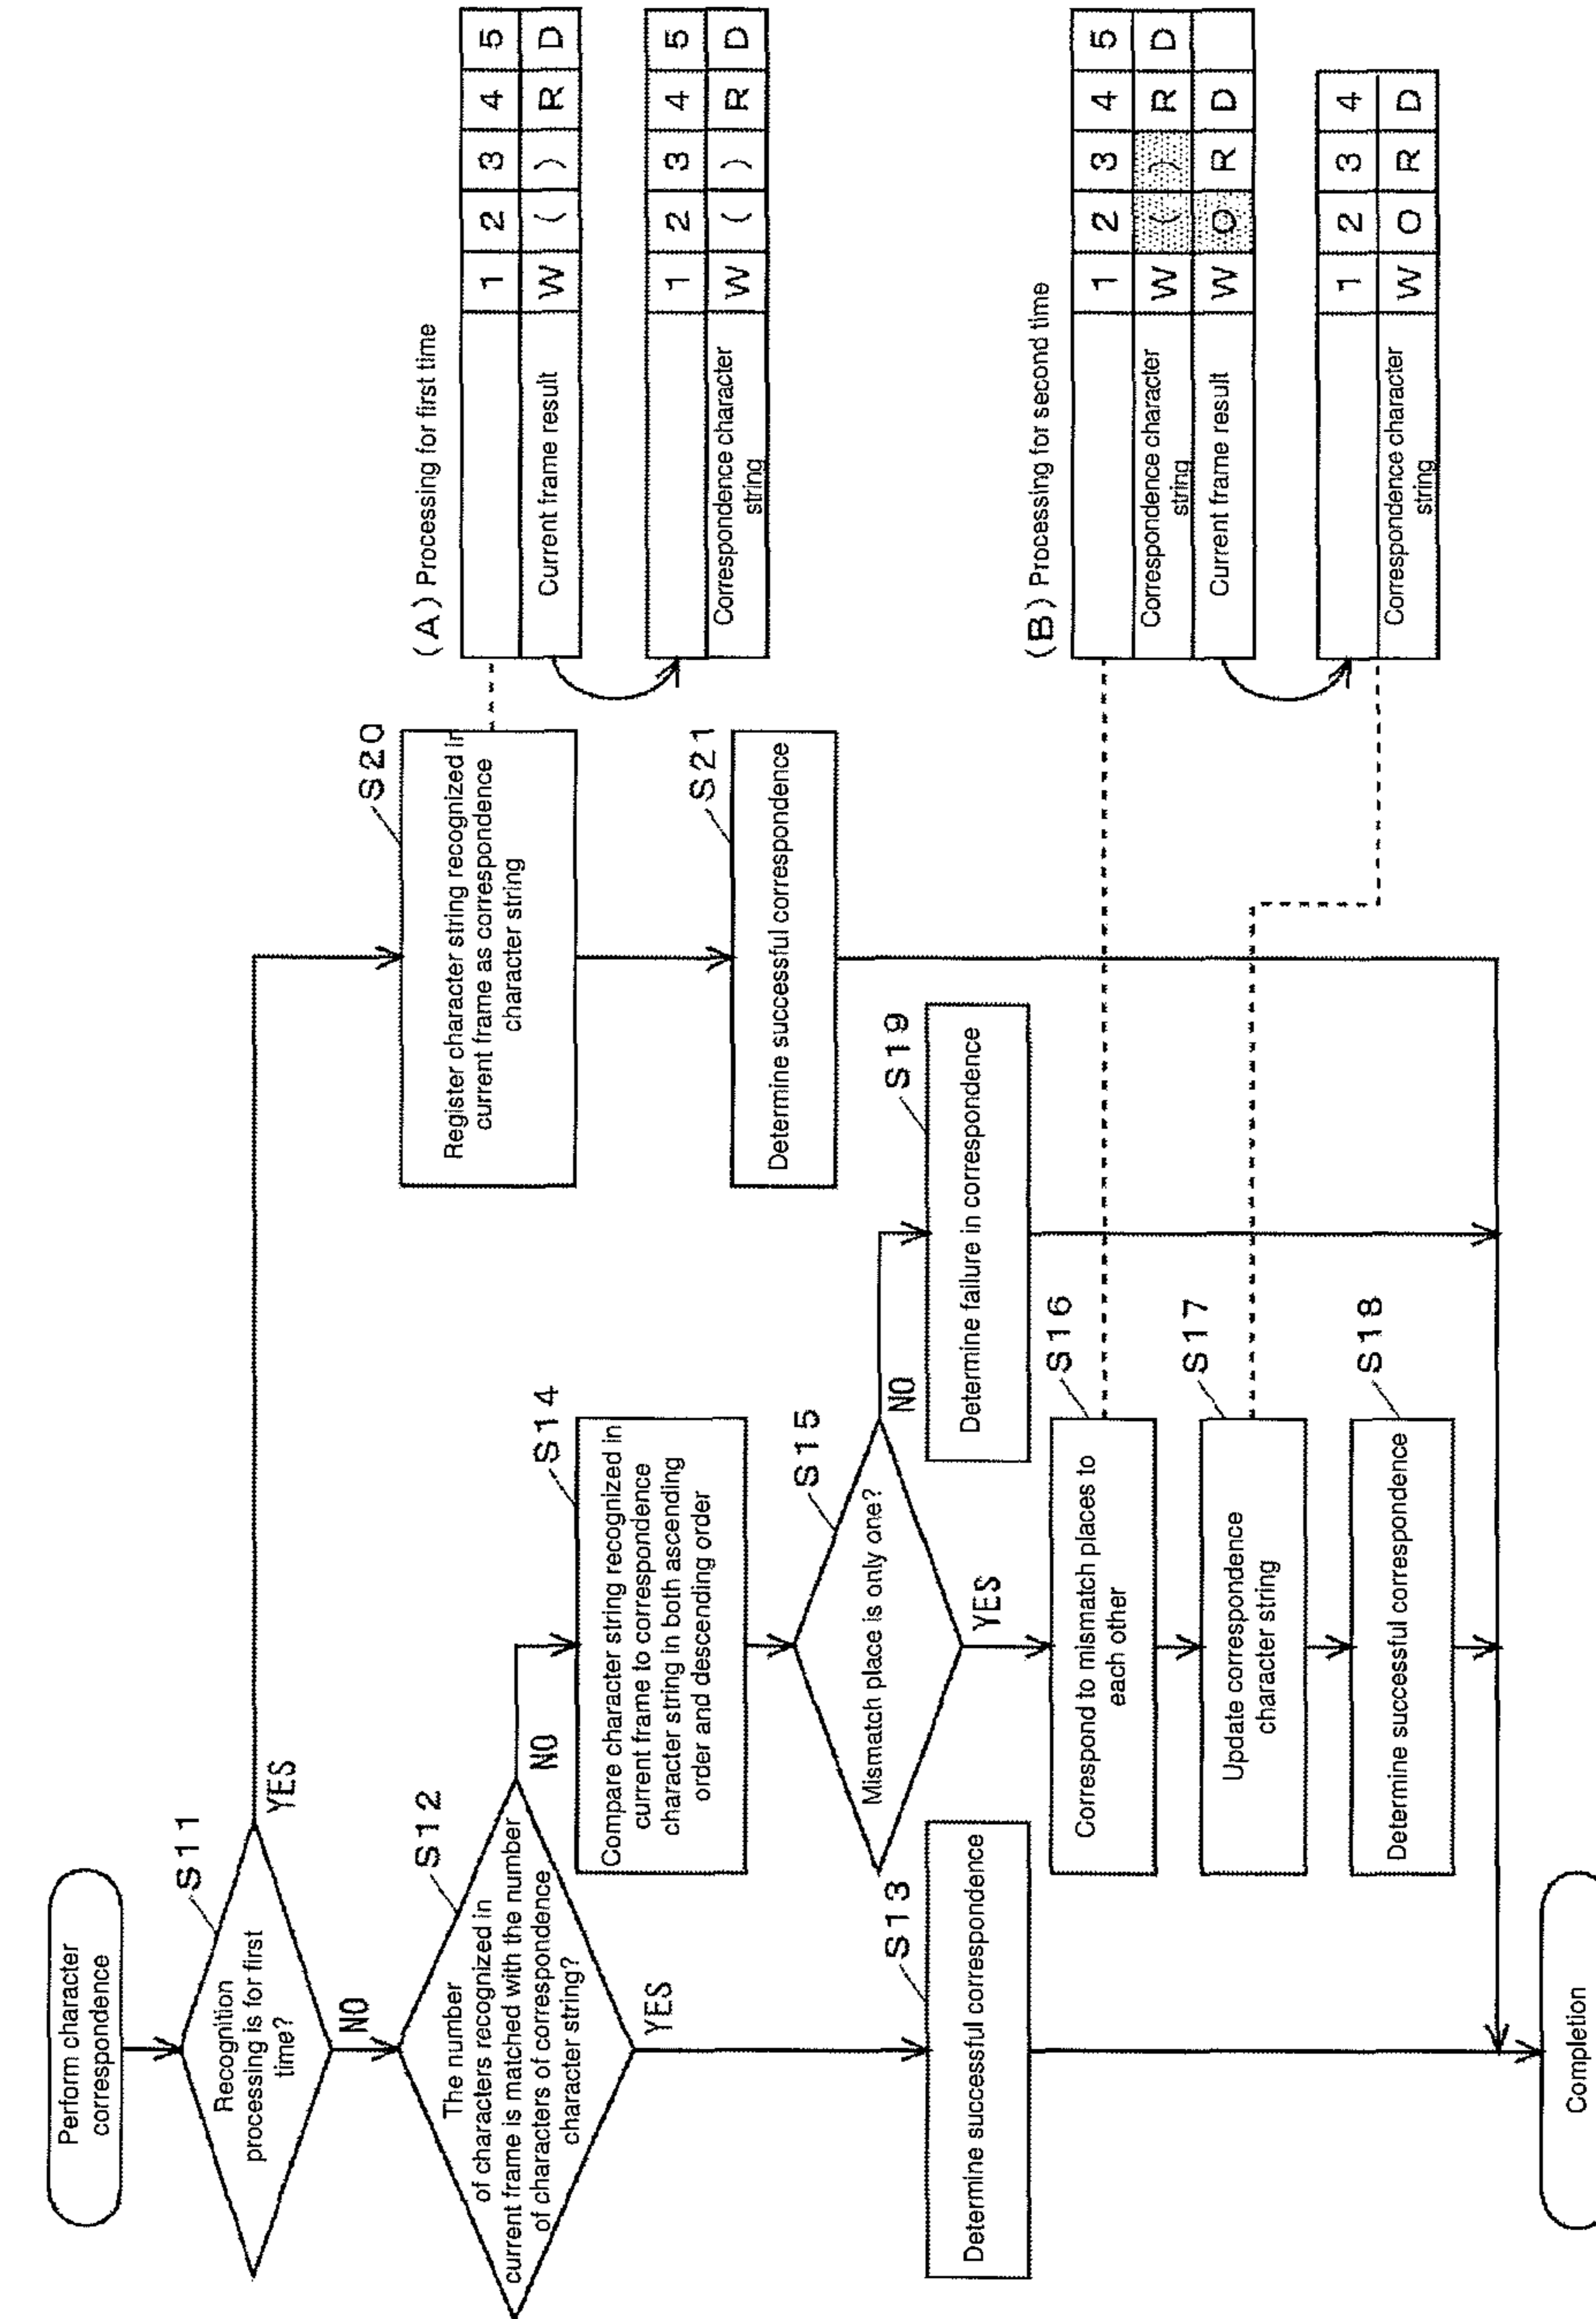 Perform character
correspondence
S11
Recognition
processing is for first
time?
YES
NO
S12
The number
of characters recognized in
current frame is matched with the number
of characters of correspondence
character string?
NO
YES
S13
Determine successful correspondence
S14
Compare character string recognized in
current frame to correspondence
character string in both ascending
order and descending order
S15
Mismatch place is only one?
NO
YES
S16
Correspond to mismatch places to
each other
S17
Update correspondence
character string
S18
Determine successful correspondence
S19
Determine failure in correspondence
S20
Register character string recognized in
current frame as correspondence
character string
S21
Determine successful correspondence
Completion
(A) Processing for first time
1 2 3 4 5
Current frame result W ( ) R D
1 2 3 4 5
Correspondence character
string W ( ) R D
(B) Processing for second time
1 2 3 4 5
Correspondence character
string W ( ) R D
Current frame result W O R D
1 2 3 4
Correspondence character
string W O R D